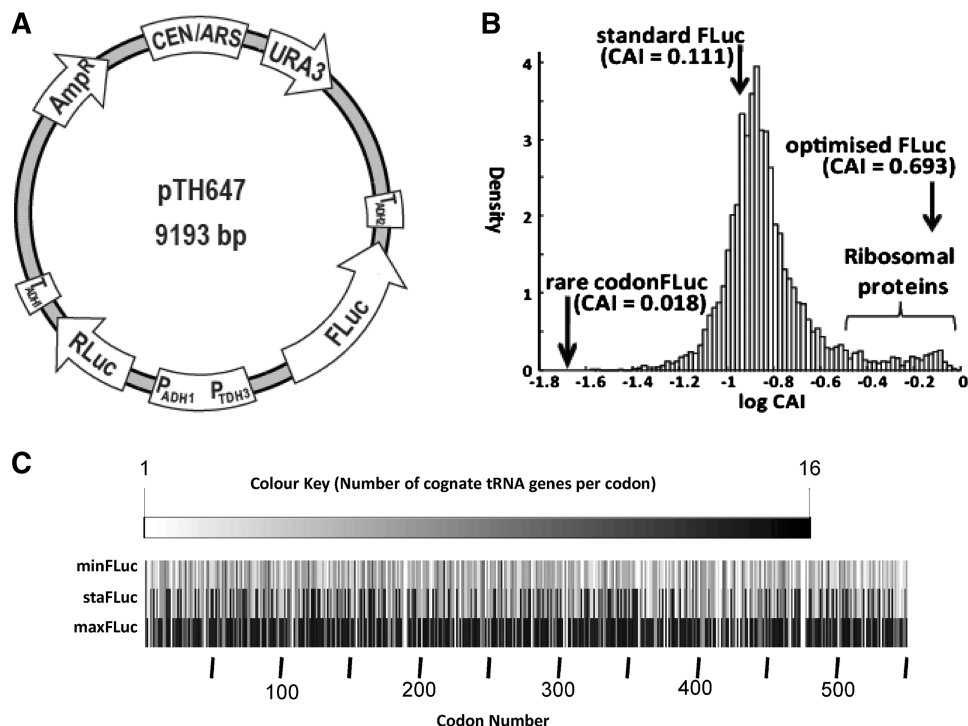 A
CEN/ARS
URA3
AmpR
pTH647
9193 bp
TADH2
TADH1
FLuc
RLuc
PADH1 PTDH3
B
standard FLuc
(CAI = 0.111)
optimised FLuc
(CAI = 0.693)
Ribosomal
proteins
rare codonFLuc
(CAI = 0.018)
Density
4
3
2
1
0
-1.8 -1.6 -1.4 -1.2 -1 -0.8 -0.6 -0.4 -0.2 0
log CAI
C
1 16
Colour Key (Number of cognate tRNA genes per codon)
minFLuc
staFLuc
maxFLuc
100 200 300 400 500
Codon Number